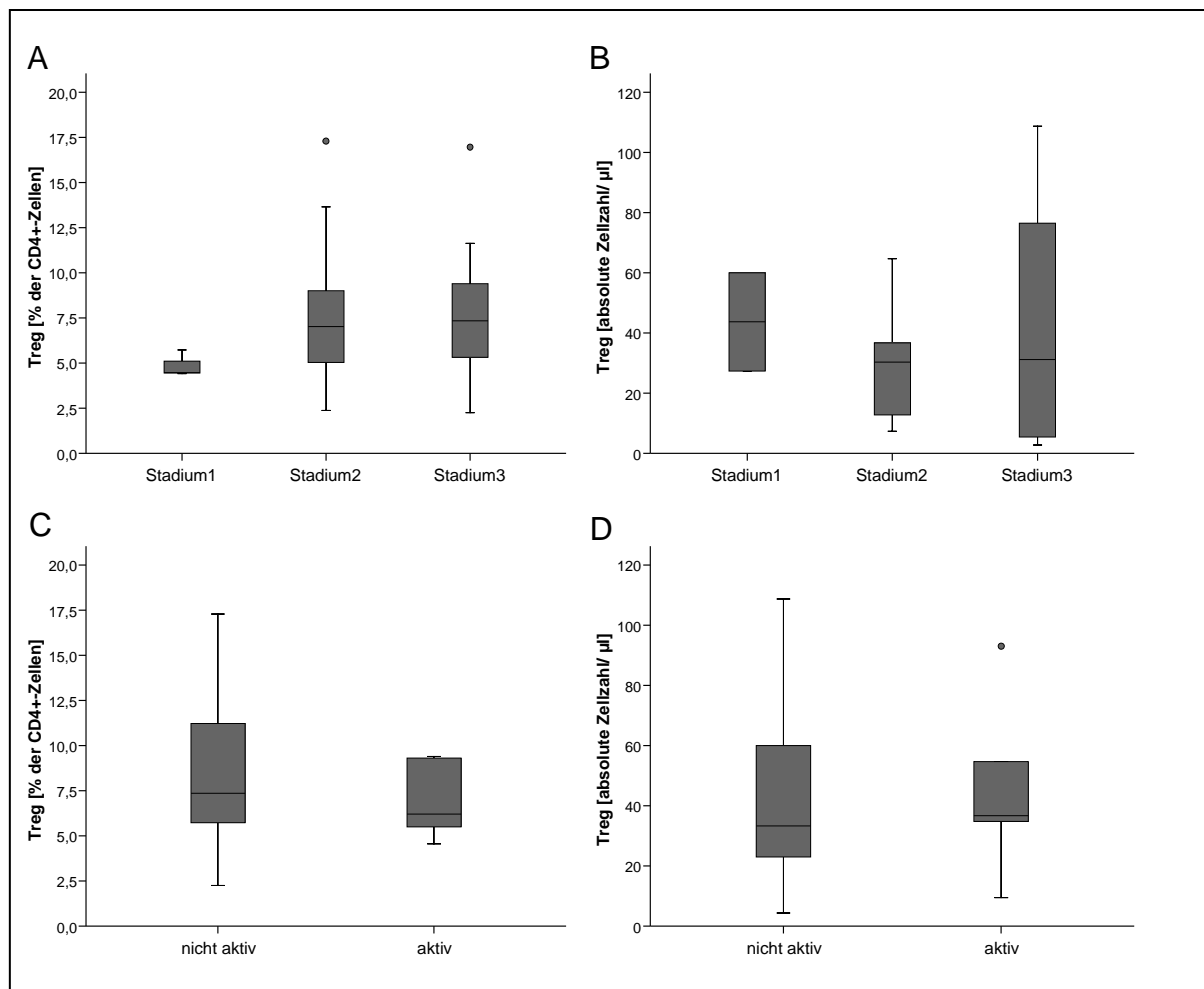 A
Treg [% der CD4+-Zellen]
20,0
17,5
15,0
12,5
10,0
7,5
5,0
2,5
0,0
Stadium1 Stadium2 Stadium3
B
Treg [absolute Zellzahl/ µl]
120
100
80
60
40
20
0
Stadium1 Stadium2 Stadium3
C
Treg [% der CD4+-Zellen]
20,0
17,5
15,0
12,5
10,0
7,5
5,0
2,5
0,0
nicht aktiv aktiv
D
Treg [absolute Zellzahl/ µl]
120
100
80
60
40
20
0
nicht aktiv aktiv